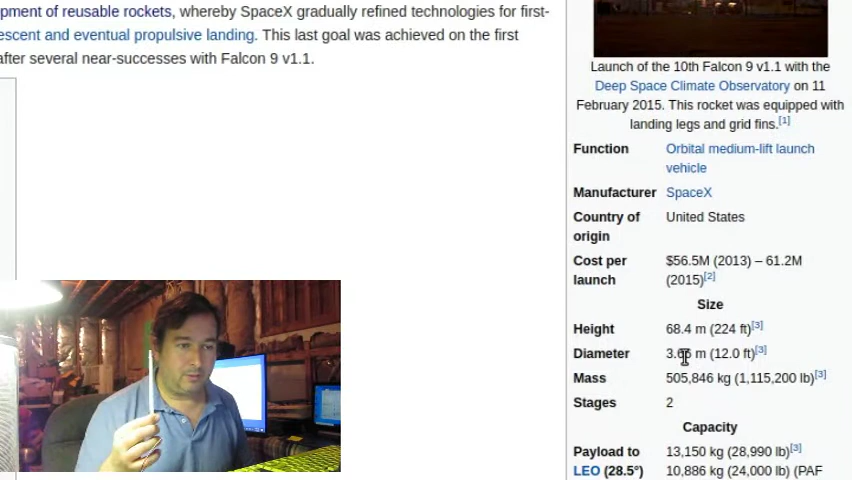 pment of reusable rockets, whereby SpaceX gradually refined technologies for first-
escent and eventual propulsive landing. This last goal was achieved on the first
after several near-successes with Falcon 9 v1.1.
Launch of the 10th Falcon 9 v1.1 with the
Deep Space Climate Observatory on 11
February 2015. This rocket was equipped with
landing legs and grid fins.[1]
Function Orbital medium-lift launch
vehicle
Manufacturer SpaceX
Country of United States
origin
Cost per $56.5M (2013) – 61.2M
launch (2015)[2]
Size
Height 68.4 m (224 ft)[3]
Diameter 3.66 m (12.0 ft)[3]
Mass 505,846 kg (1,115,200 lb)[3]
Stages 2
Capacity
Payload to 13,150 kg (28,990 lb)[3]
LEO (28.5°) 10,886 kg (24,000 lb) (PAF